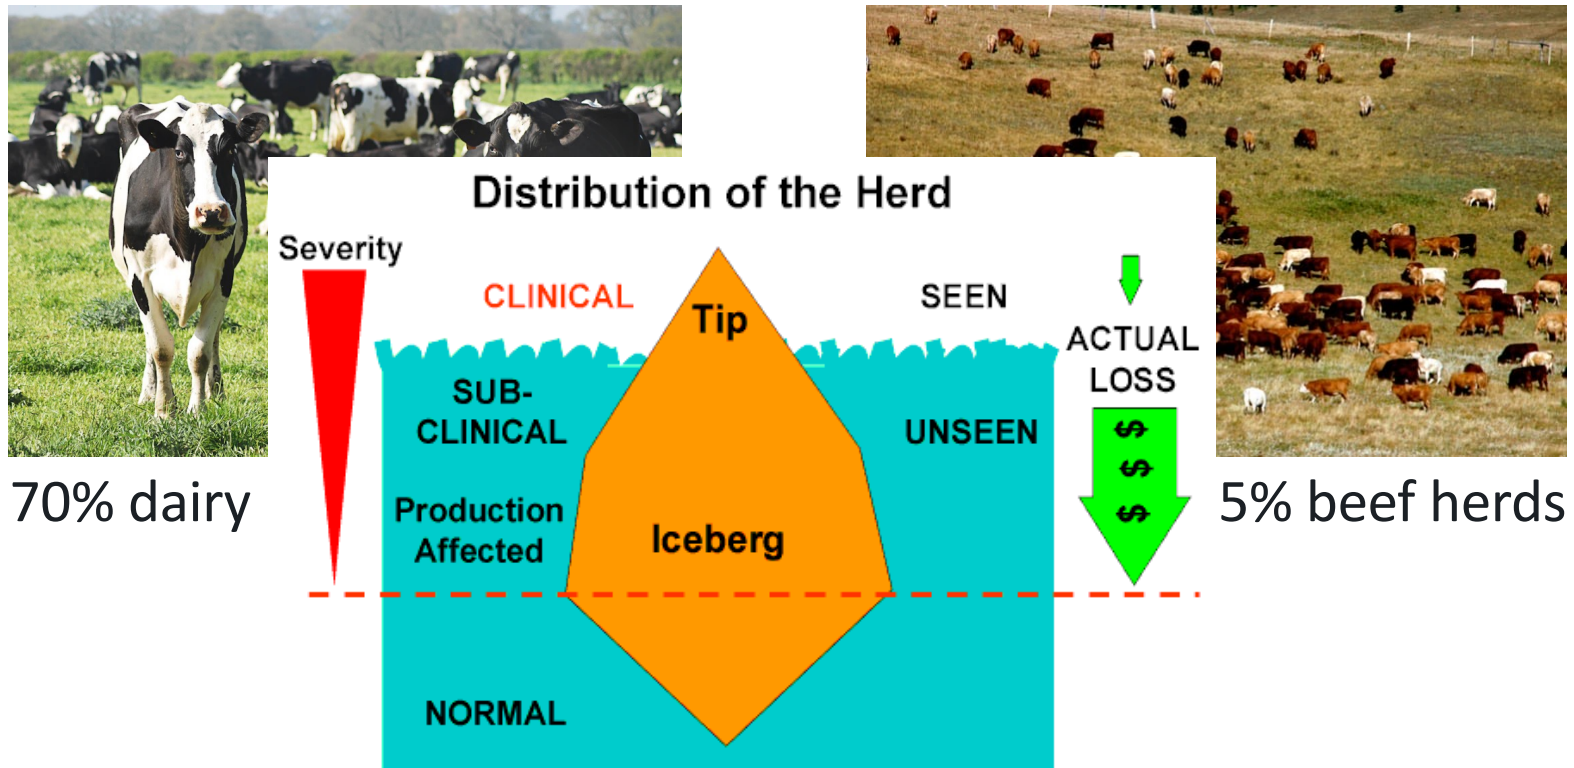 Distribution of the Herd
Severity
CLINICAL
Tip
SEEN
ACTUAL
LOSS
SUB-
CLINICAL
UNSEEN
$
$
$
Production
Affected
Iceberg
NORMAL
70% dairy
5% beef herds